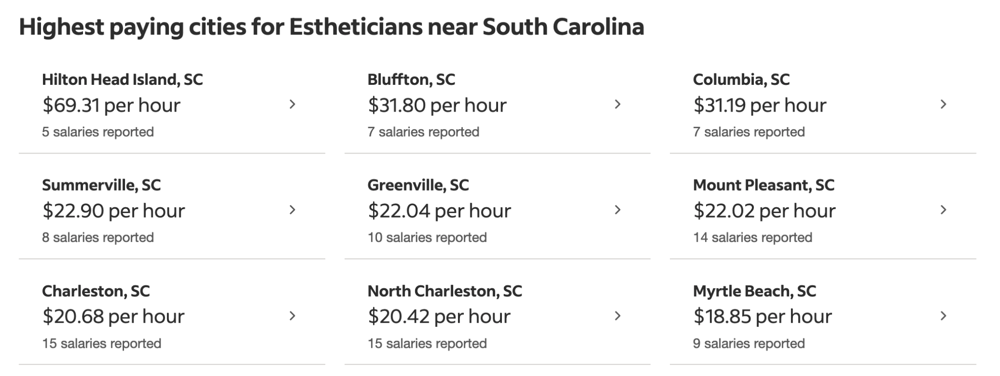 Highest paying cities for Estheticians near South Carolina
Hilton Head Island, SC
$69.31 per hour
5 salaries reported
Bluffton, SC
$31.80 per hour
7 salaries reported
Columbia, SC
$31.19 per hour
7 salaries reported
Summerville, SC
$22.90 per hour
8 salaries reported
Greenville, SC
$22.04 per hour
10 salaries reported
Mount Pleasant, SC
$22.02 per hour
14 salaries reported
Charleston, SC
$20.68 per hour
15 salaries reported
North Charleston, SC
$20.42 per hour
15 salaries reported
Myrtle Beach, SC
$18.85 per hour
9 salaries reported